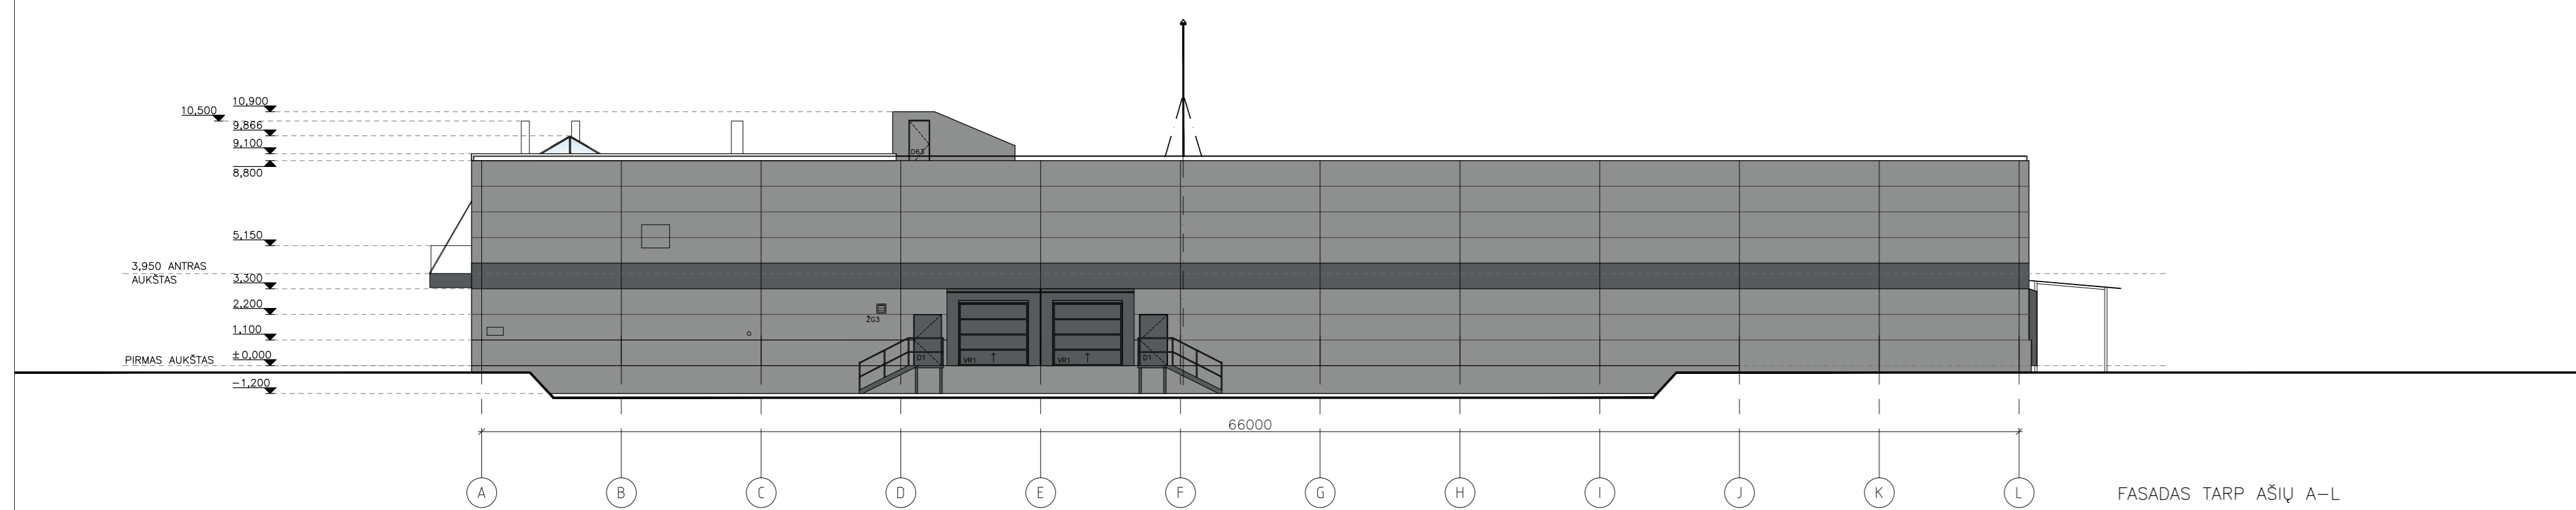 10,900
10,500
9,866
9,100
8,800
5,150
3,950 ANTRAS
AUKŠTAS
3,300
2,200
1,100
PIRMAS AUKŠTAS
±0,000
-1,200
D63
ŽG3
D1
VR1
VR1
D1
66000
A B C D E F G H I J K L
FASADAS TARP AŠIŲ A-L